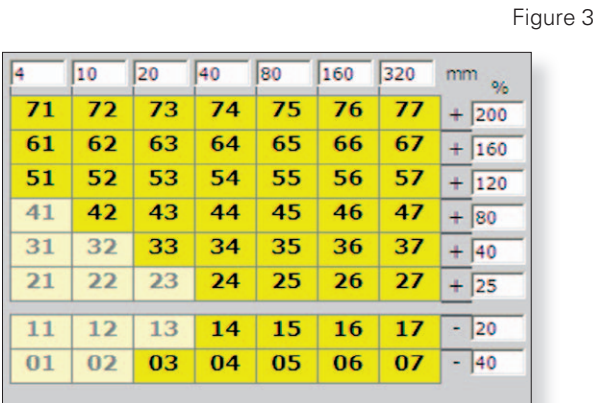 Figure 3
4 10 20 40 80 160 320 mm
%
71 72 73 74 75 76 77 + 200
61 62 63 64 65 66 67 + 160
51 52 53 54 55 56 57 + 120
41 42 43 44 45 46 47 + 80
31 32 33 34 35 36 37 + 40
21 22 23 24 25 26 27 + 25
11 12 13 14 15 16 17 - 20
01 02 03 04 05 06 07 - 40